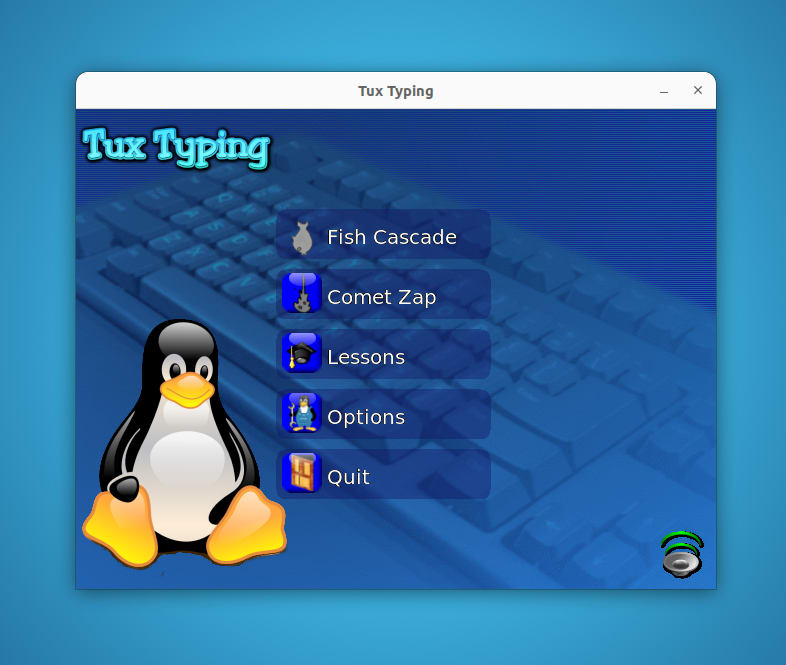 Tux Typing
Tux Typing
Fish Cascade
Comet Zap
Lessons
Options
Quit